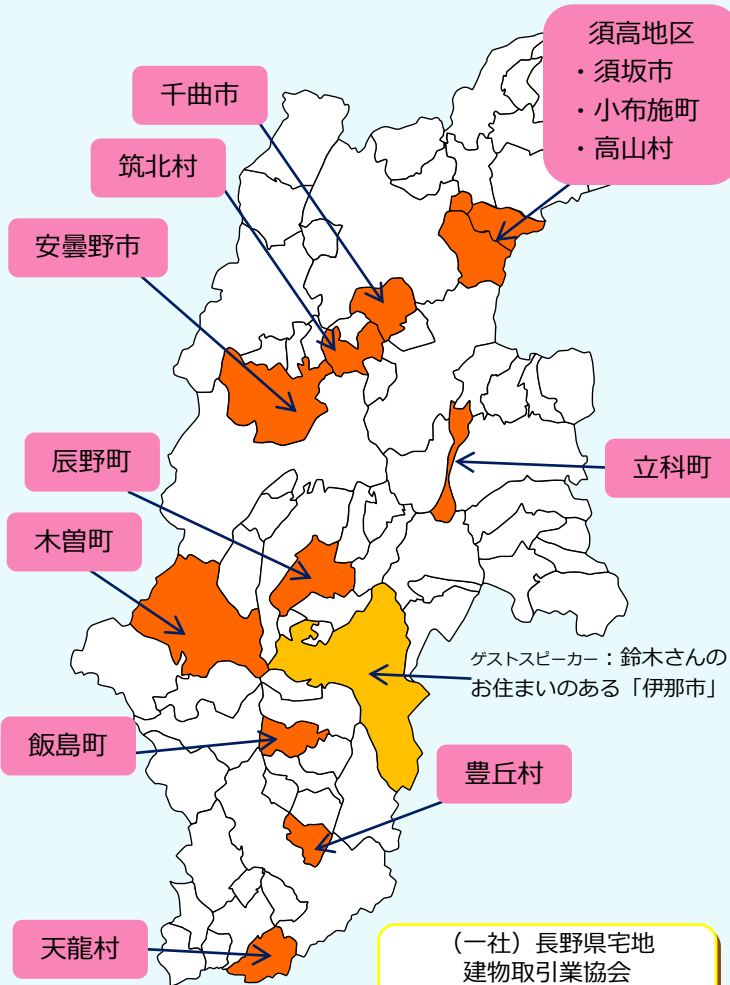 須高地区
・須坂市
・小布施町
・高山村
千曲市
筑北村
安曇野市
辰野町
立科町
木曽町
ゲストスピーカー：鈴木さんの
お住まいのある「伊那市」
飯島町
豊丘村
天龍村
（一社）長野県宅地
建物取引業協会